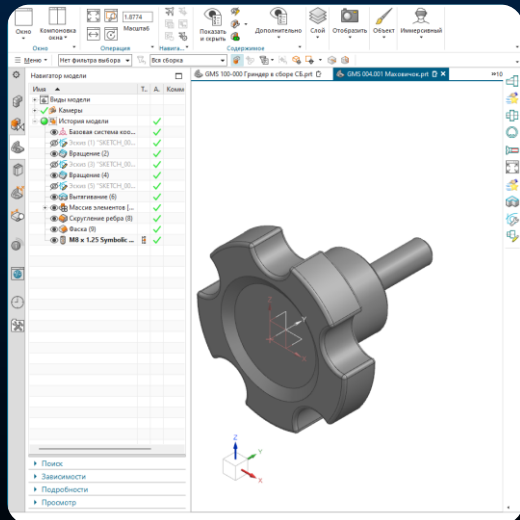 1.8774
Окно
Компоновка окна
Масштаб
Показать и скрыть
Дополнительно
Слой
Отобразить
Объект
Иммерсивный
Окно
Операция
Навига...
Содержимое
Меню
Нет фильтра выбора
Вся сборка
Навигатор модели
GMS 100-000 Гриндер в сборе СБ.prt
GMS 004.001 Маховичок.prt
Имя
Т..
А.
Комм
Виды модели
Камеры
История модели
Базовая система коо...
Эскиз (1) "SKETCH_00...
Вращение (2)
Эскиз (3) "SKETCH_00...
Вращение (4)
Эскиз (5) "SKETCH_00...
Вытягивание (6)
Массив элементов [...
Скругление ребра (8)
Фаска (9)
M8 x 1.25 Symbolic ...
Z
Y
X
Поиск
Зависимости
Подробности
Просмотр
Z
Y
X